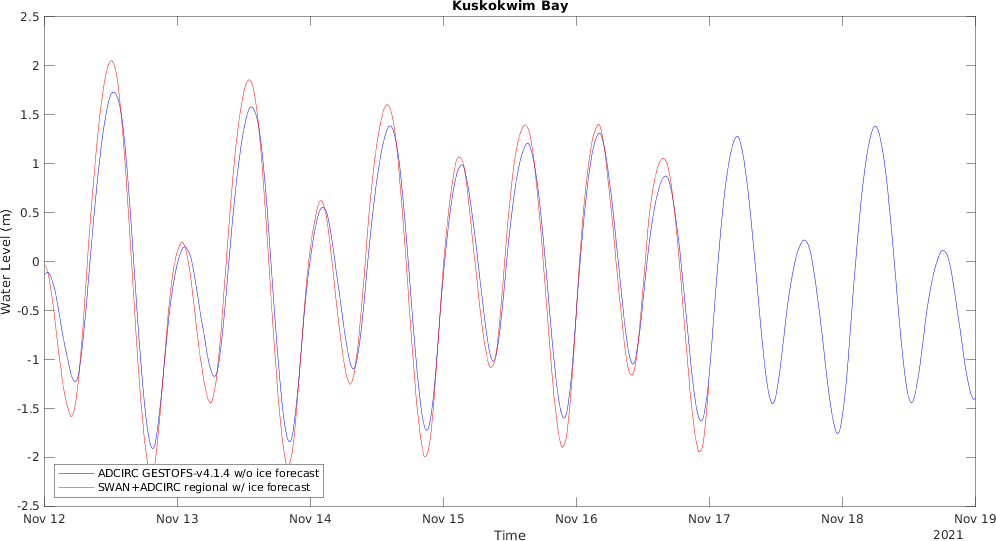 Kuskokwim Bay
2.5
2
1.5
1
0.5
0
-0.5
-1
-1.5
-2
-2.5
Water Level (m)
ADCIRC GESTOFS-v4.1.4 w/o ice forecast
SWAN+ADCIRC regional w/ ice forecast
Nov 12 Nov 13 Nov 14 Nov 15 Nov 16 Nov 17 Nov 18 Nov 19
Time
2021